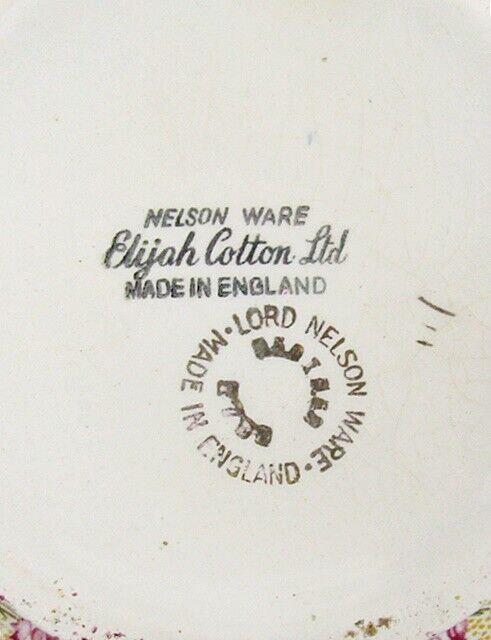 NELSON WARE
Elijah Cotton Ltd
MADE IN ENGLAND
LORD NELSON WARE · MADE IN ENGLAND ·